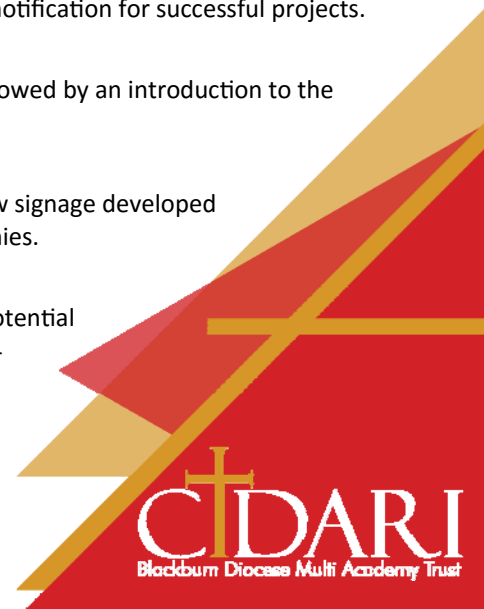 notification for successful projects.
owed by an introduction to the
w signage developed
nies.
otential
CIDARI
Blackburn Diocese Multi Academy Trust